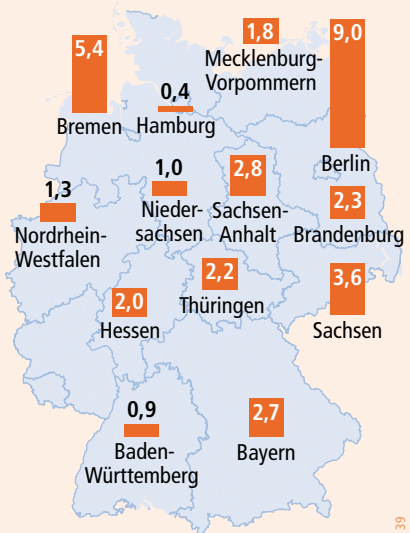 5,4
Bremen
0,4
Hamburg
1,8
Mecklenburg-
Vorpommern
9,0
Berlin
1,3
Nordrhein-
Westfalen
1,0
Nieder-
sachsen
2,8
Sachsen-
Anhalt
2,3
Brandenburg
2,0
Hessen
2,2
Thüringen
3,6
Sachsen
0,9
Baden-
Württemberg
2,7
Bayern
39